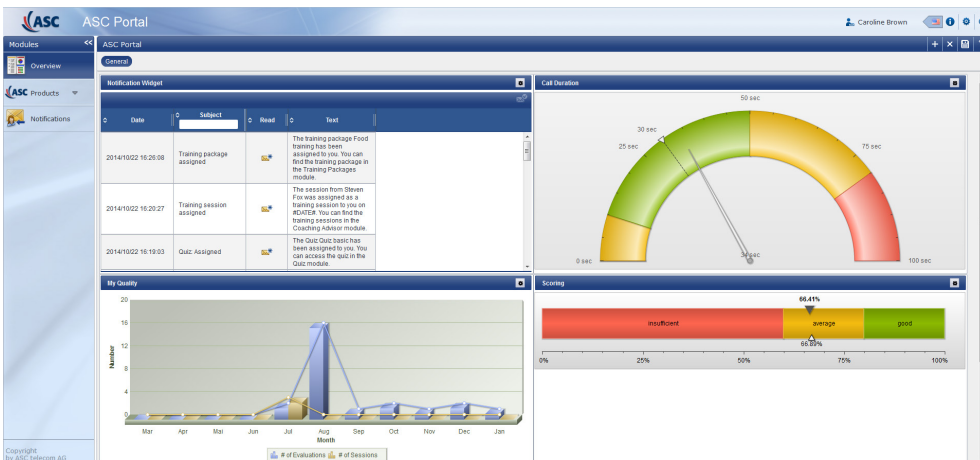 ASC ASC Portal
Caroline Brown
Modules <<
ASC Portal
Overview
ASC Products
Notifications
General
Notification Widget
Date Subject Read Text
2014/10/22 16:26:08
Training package
assigned
The training package Food
training has been
assigned to you. You can
find the training package in
the Training Packages
module.
2014/10/22 16:20:27
Training session
assigned
The session from Steven
Fox was assigned as a
training session to you on
#DATE#. You can find the
training sessions in the
Coaching Advisor module.
2014/10/22 16:19:03
Quiz Assigned
The Quiz Quiz basic has
been assigned to you. You
can access the quiz in the
Quiz module.
Call Duration
50 sec
30 sec
25 sec
75 sec
0 sec
34 sec
100 sec
My Quality
20
16
12
8
4
0
Number
Mar Apr Mai Jun Jul Aug Sep Oct Nov Dec Jan
Month
# of Evaluations # of Sessions
Scoring
66.41%
insufficient average good
66.89%
0% 25% 50% 75% 100%
Copyright
by ASC telecom AG